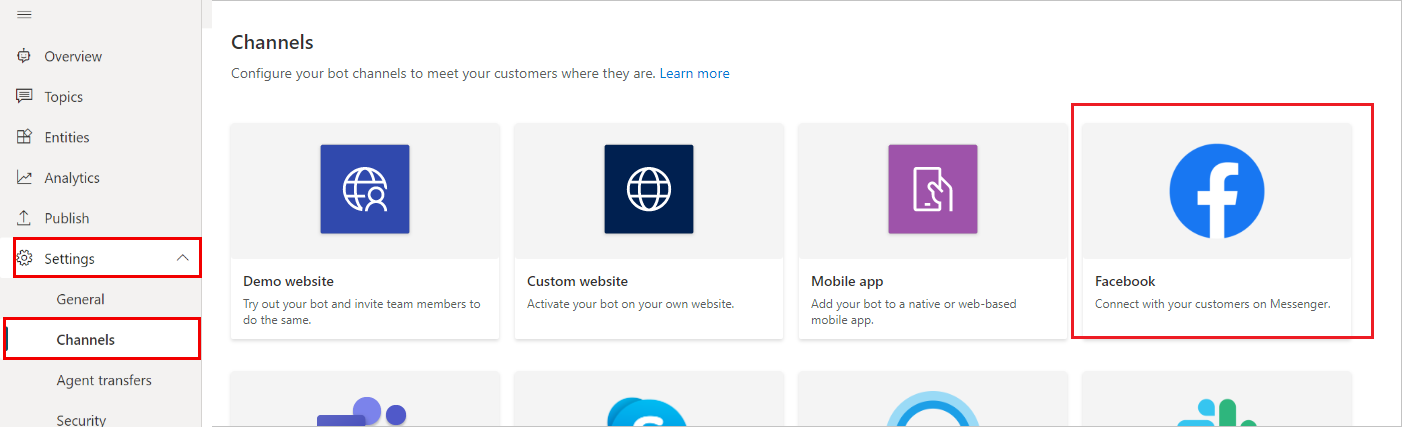 Overview
Topics
Entities
Analytics
Publish
Settings
General
Channels
Agent transfers
Security
Channels
Configure your bot channels to meet your customers where they are. Learn more
Demo website
Try out your bot and invite team members to
do the same.
Custom website
Activate your bot on your own website.
Mobile app
Add your bot to a native or web-based
mobile app.
Facebook
Connect with your customers on Messenger.